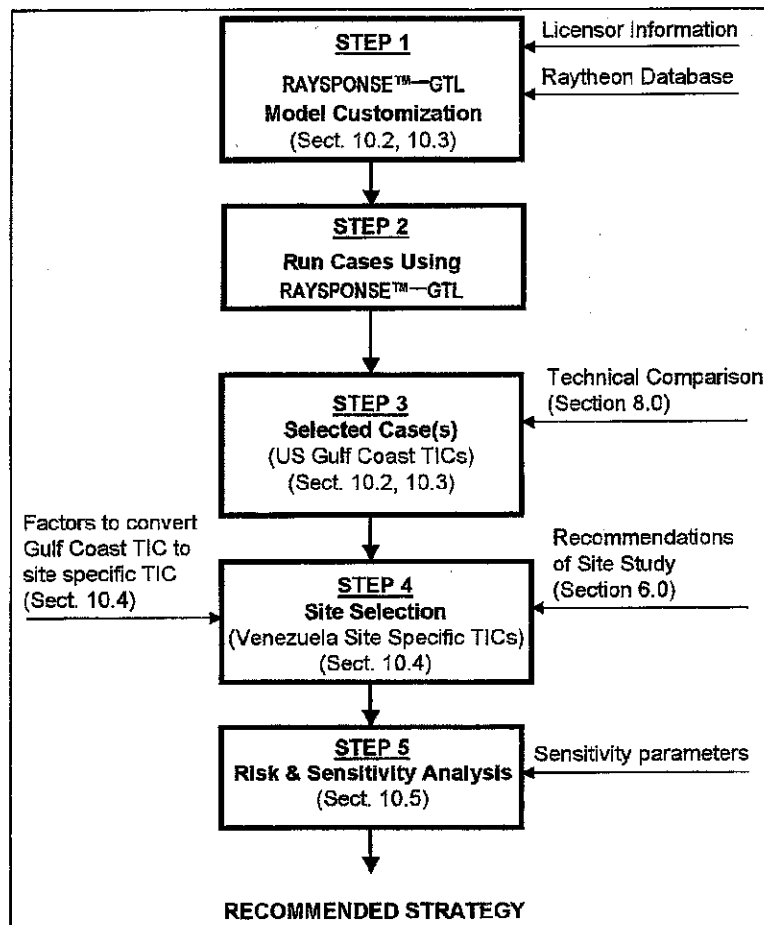 STEP 1
RAYSPONSE™—GTL
Model Customization
(Sect. 10.2, 10.3)
Licensor Information
Raytheon Database
STEP 2
Run Cases Using
RAYSPONSE™—GTL
STEP 3
Selected Case(s)
(US Gulf Coast TICs)
(Sect. 10.2, 10.3)
Technical Comparison
(Section 8.0)
Factors to convert
Gulf Coast TIC to
site specific TIC
(Sect. 10.4)
STEP 4
Site Selection
(Venezuela Site Specific TICs)
(Sect. 10.4)
Recommendations
of Site Study
(Section 6.0)
STEP 5
Risk & Sensitivity Analysis
(Sect. 10.5)
Sensitivity parameters
RECOMMENDED STRATEGY